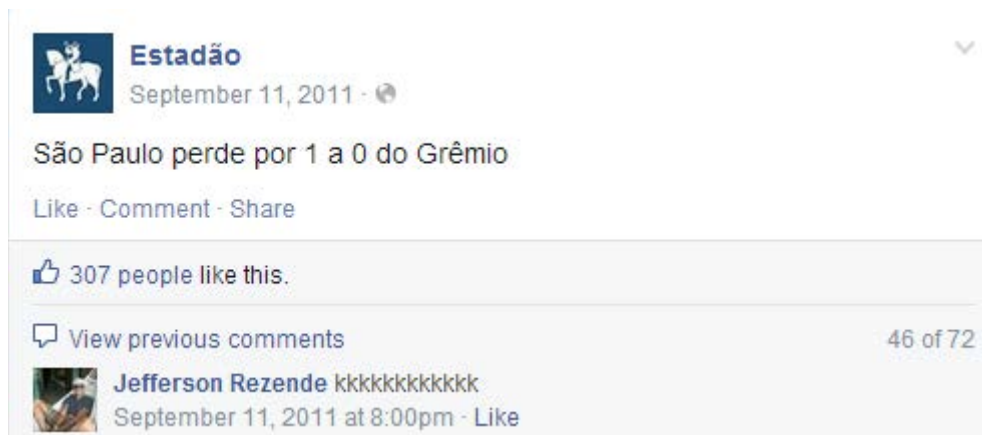 Estadão
September 11, 2011 ·
São Paulo perde por 1 a 0 do Grêmio
Like · Comment · Share
307 people like this.
View previous comments 46 of 72
Jefferson Rezende kkkkkkkkkkkk
September 11, 2011 at 8:00pm · Like